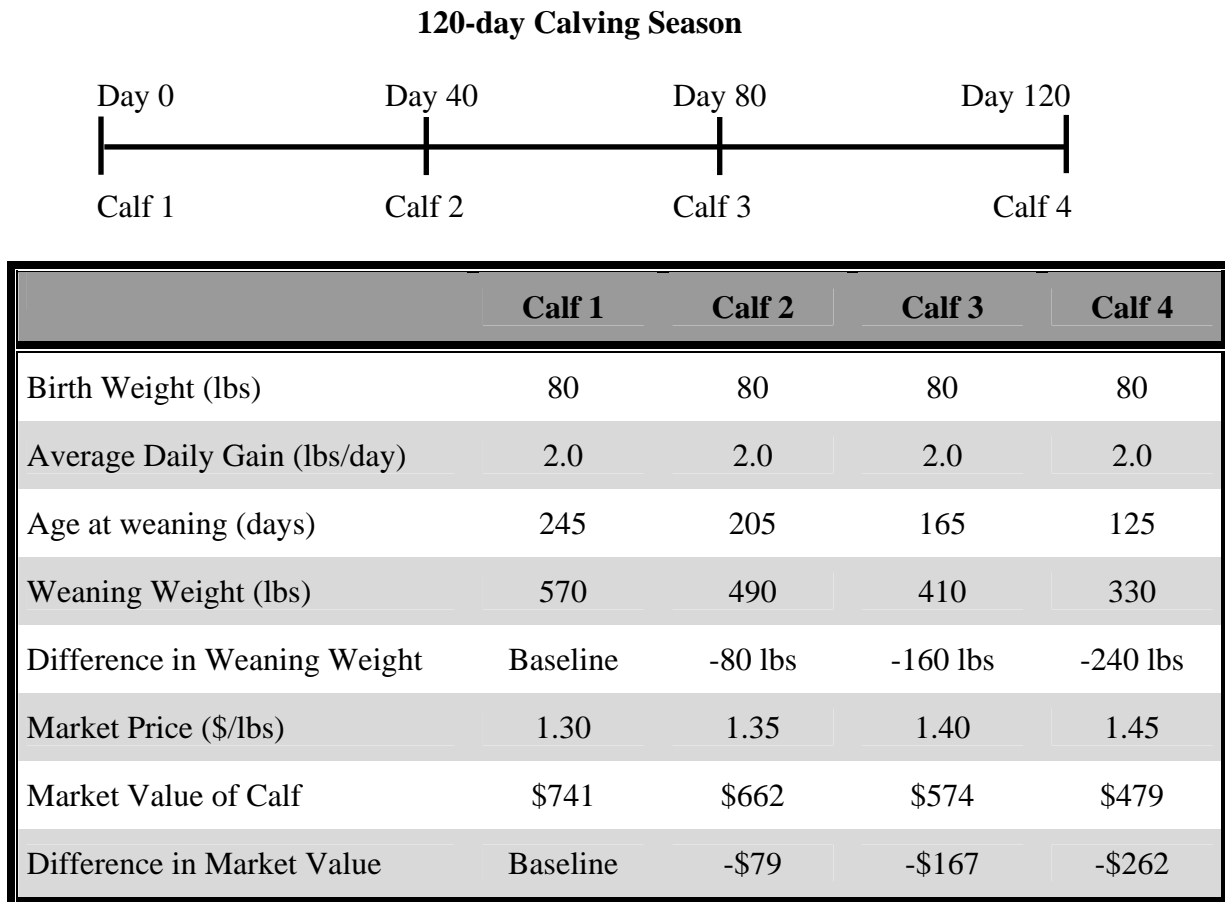 120-day Calving Season
Day 0 Day 40 Day 80 Day 120
Calf 1 Calf 2 Calf 3 Calf 4
Calf 1 Calf 2 Calf 3 Calf 4
Birth Weight (lbs) 80 80 80 80
Average Daily Gain (lbs/day) 2.0 2.0 2.0 2.0
Age at weaning (days) 245 205 165 125
Weaning Weight (lbs) 570 490 410 330
Difference in Weaning Weight Baseline -80 lbs -160 lbs -240 lbs
Market Price ($/lbs) 1.30 1.35 1.40 1.45
Market Value of Calf $741 $662 $574 $479
Difference in Market Value Baseline -$79 -$167 -$262